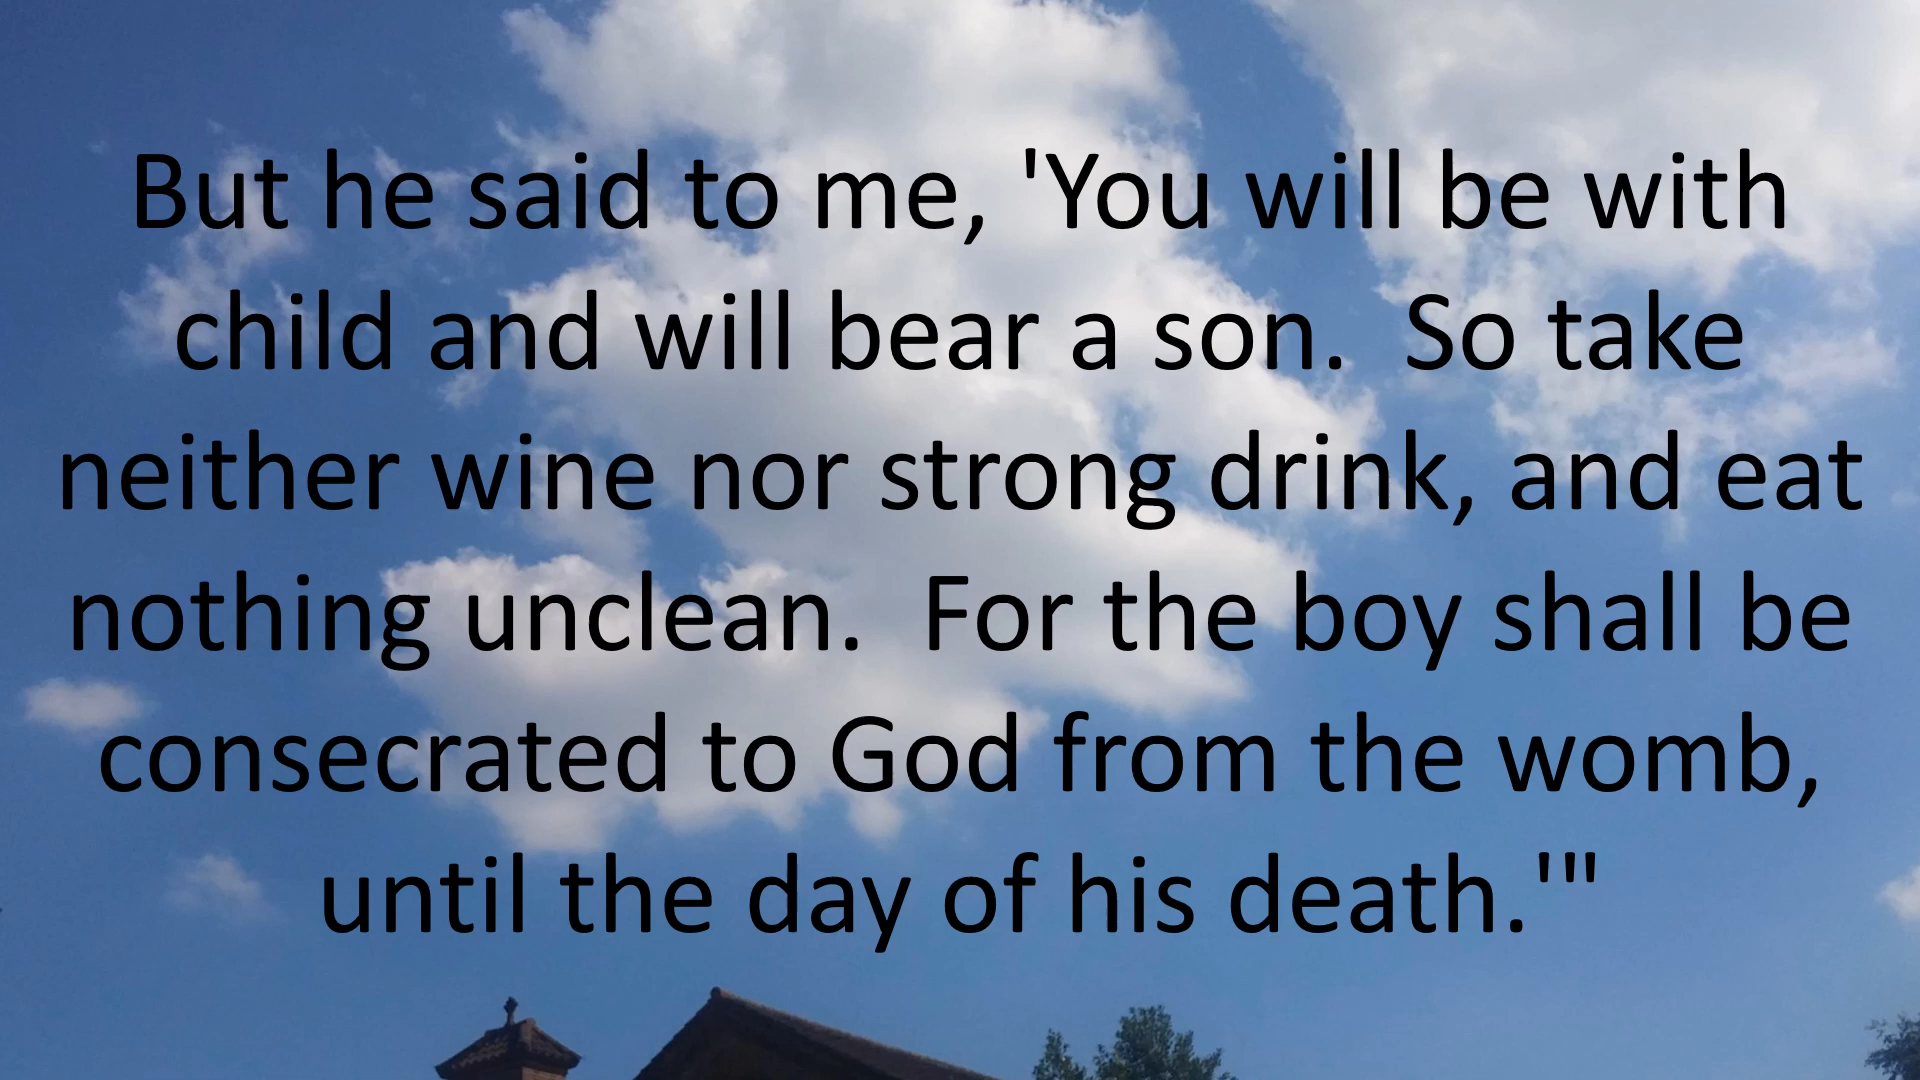 But he said to me, 'You will be with
child and will bear a son.  So take
neither wine nor strong drink, and eat
nothing unclean.  For the boy shall be
consecrated to God from the womb,
until the day of his death.'"